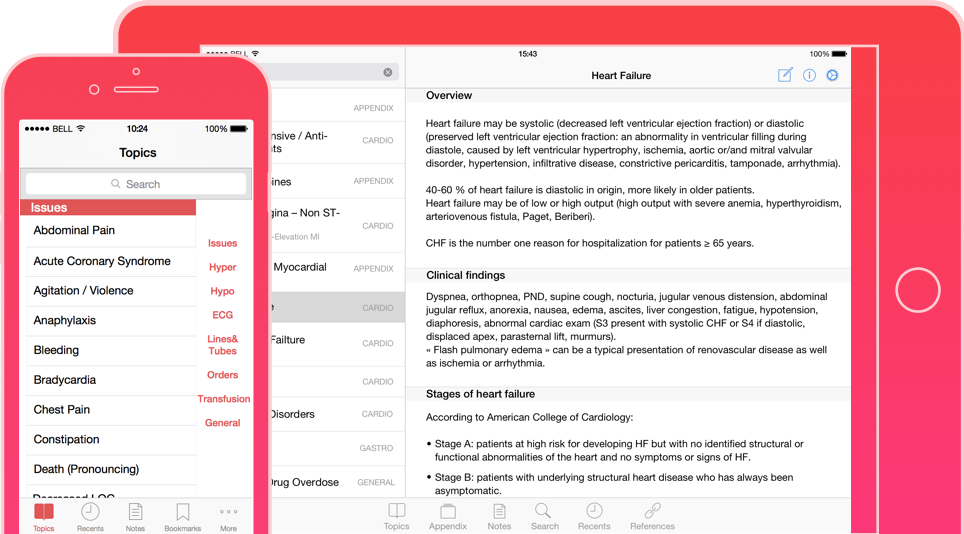 BELL
10:24
100%
Topics
Search
Issues
Abdominal Pain
Acute Coronary Syndrome
Agitation / Violence
Anaphylaxis
Bleeding
Bradycardia
Chest Pain
Constipation
Death (Pronouncing)
Issues
Hyper
Hypo
ECG
Lines&
Tubes
Orders
Transfusion
General
Topics
Recents
Notes
Bookmarks
More
BELL
15:43
100%
APPENDIX
nsive / Anti-
ts
CARDIO
ines
APPENDIX
gina – Non ST-
-Elevation MI
CARDIO
Myocardial
APPENDIX
e
CARDIO
Failture
CARDIO
CARDIO
Disorders
CARDIO
GASTRO
Drug Overdose
GENERAL
Heart Failure
Overview
Heart failure may be systolic (decreased left ventricular ejection fraction) or diastolic
(preserved left ventricular ejection fraction: an abnormality in ventricular filling during
diastole, caused by left ventricular hypertrophy, ischemia, aortic or/and mitral valvular
disorder, hypertension, infiltrative disease, constrictive pericarditis, tamponade, arrhythmia).
40-60 % of heart failure is diastolic in origin, more likely in older patients.
Heart failure may be of low or high output (high output with severe anemia, hyperthyroidism,
arteriovenous fistula, Paget, Beriberi).
CHF is the number one reason for hospitalization for patients ≥ 65 years.
Clinical findings
Dyspnea, orthopnea, PND, supine cough, nocturia, jugular venous distension, abdominal
jugular reflux, anorexia, nausea, edema, ascites, liver congestion, fatigue, hypotension,
diaphoresis, abnormal cardiac exam (S3 present with systolic CHF or S4 if diastolic,
displaced apex, parasternal lift, murmurs).
« Flash pulmonary edema » can be a typical presentation of renovascular disease as well
as ischemia or arrhythmia.
Stages of heart failure
According to American College of Cardiology:
• Stage A: patients at high risk for developing HF but with no identified structural or
functional abnormalities of the heart and no symptoms or signs of HF.
• Stage B: patients with underlying structural heart disease who has always been
asymptomatic.
Topics
Appendix
Notes
Search
Recents
References